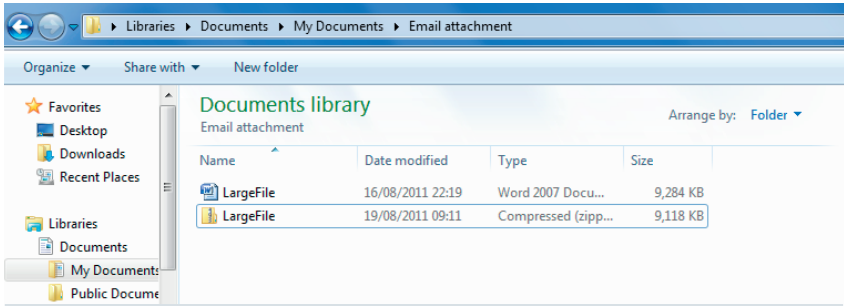 Libraries ▸ Documents ▸ My Documents ▸ Email attachment
Organize Share with New folder
Favorites
Desktop
Downloads
Recent Places
Libraries
Documents
My Documents
Public Docume
Documents library
Email attachment
Arrange by: Folder
Name Date modified Type Size
LargeFile 16/08/2011 22:19 Word 2007 Docu... 9,284 KB
LargeFile 19/08/2011 09:11 Compressed (zipp... 9,118 KB